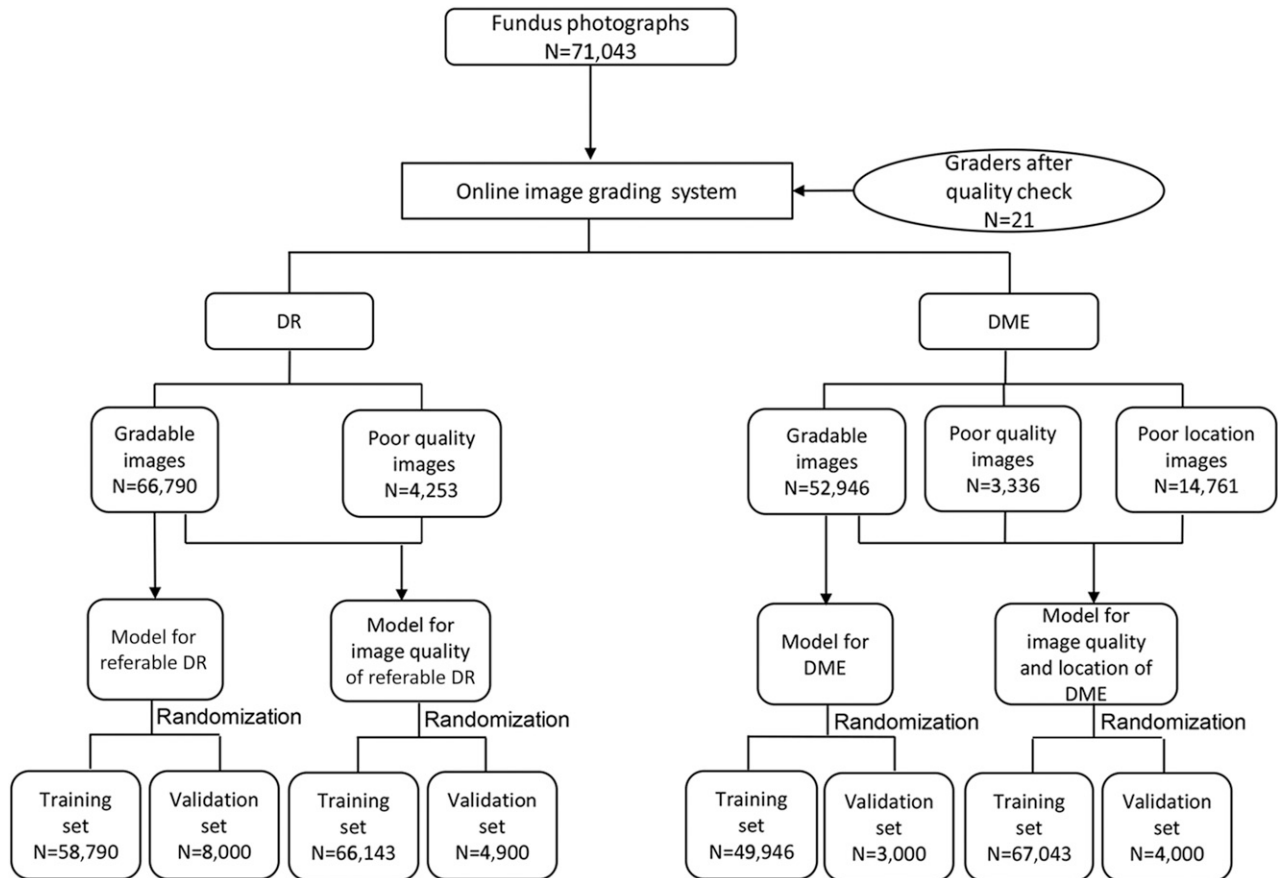 Fundus photographs
N=71,043
Online image grading system
Graders after
quality check
N=21
DR
DME
Gradable
images
N=66,790
Poor quality
images
N=4,253
Gradable
images
N=52,946
Poor quality
images
N=3,336
Poor location
images
N=14,761
Model for
referable DR
Model for
image quality
of referable DR
Model for
DME
Model for
image quality
and location of
DME
Randomization
Randomization
Randomization
Randomization
Training
set
N=58,790
Validation
set
N=8,000
Training
set
N=66,143
Validation
set
N=4,900
Training
set
N=49,946
Validation
set
N=3,000
Training
set
N=67,043
Validation
set
N=4,000